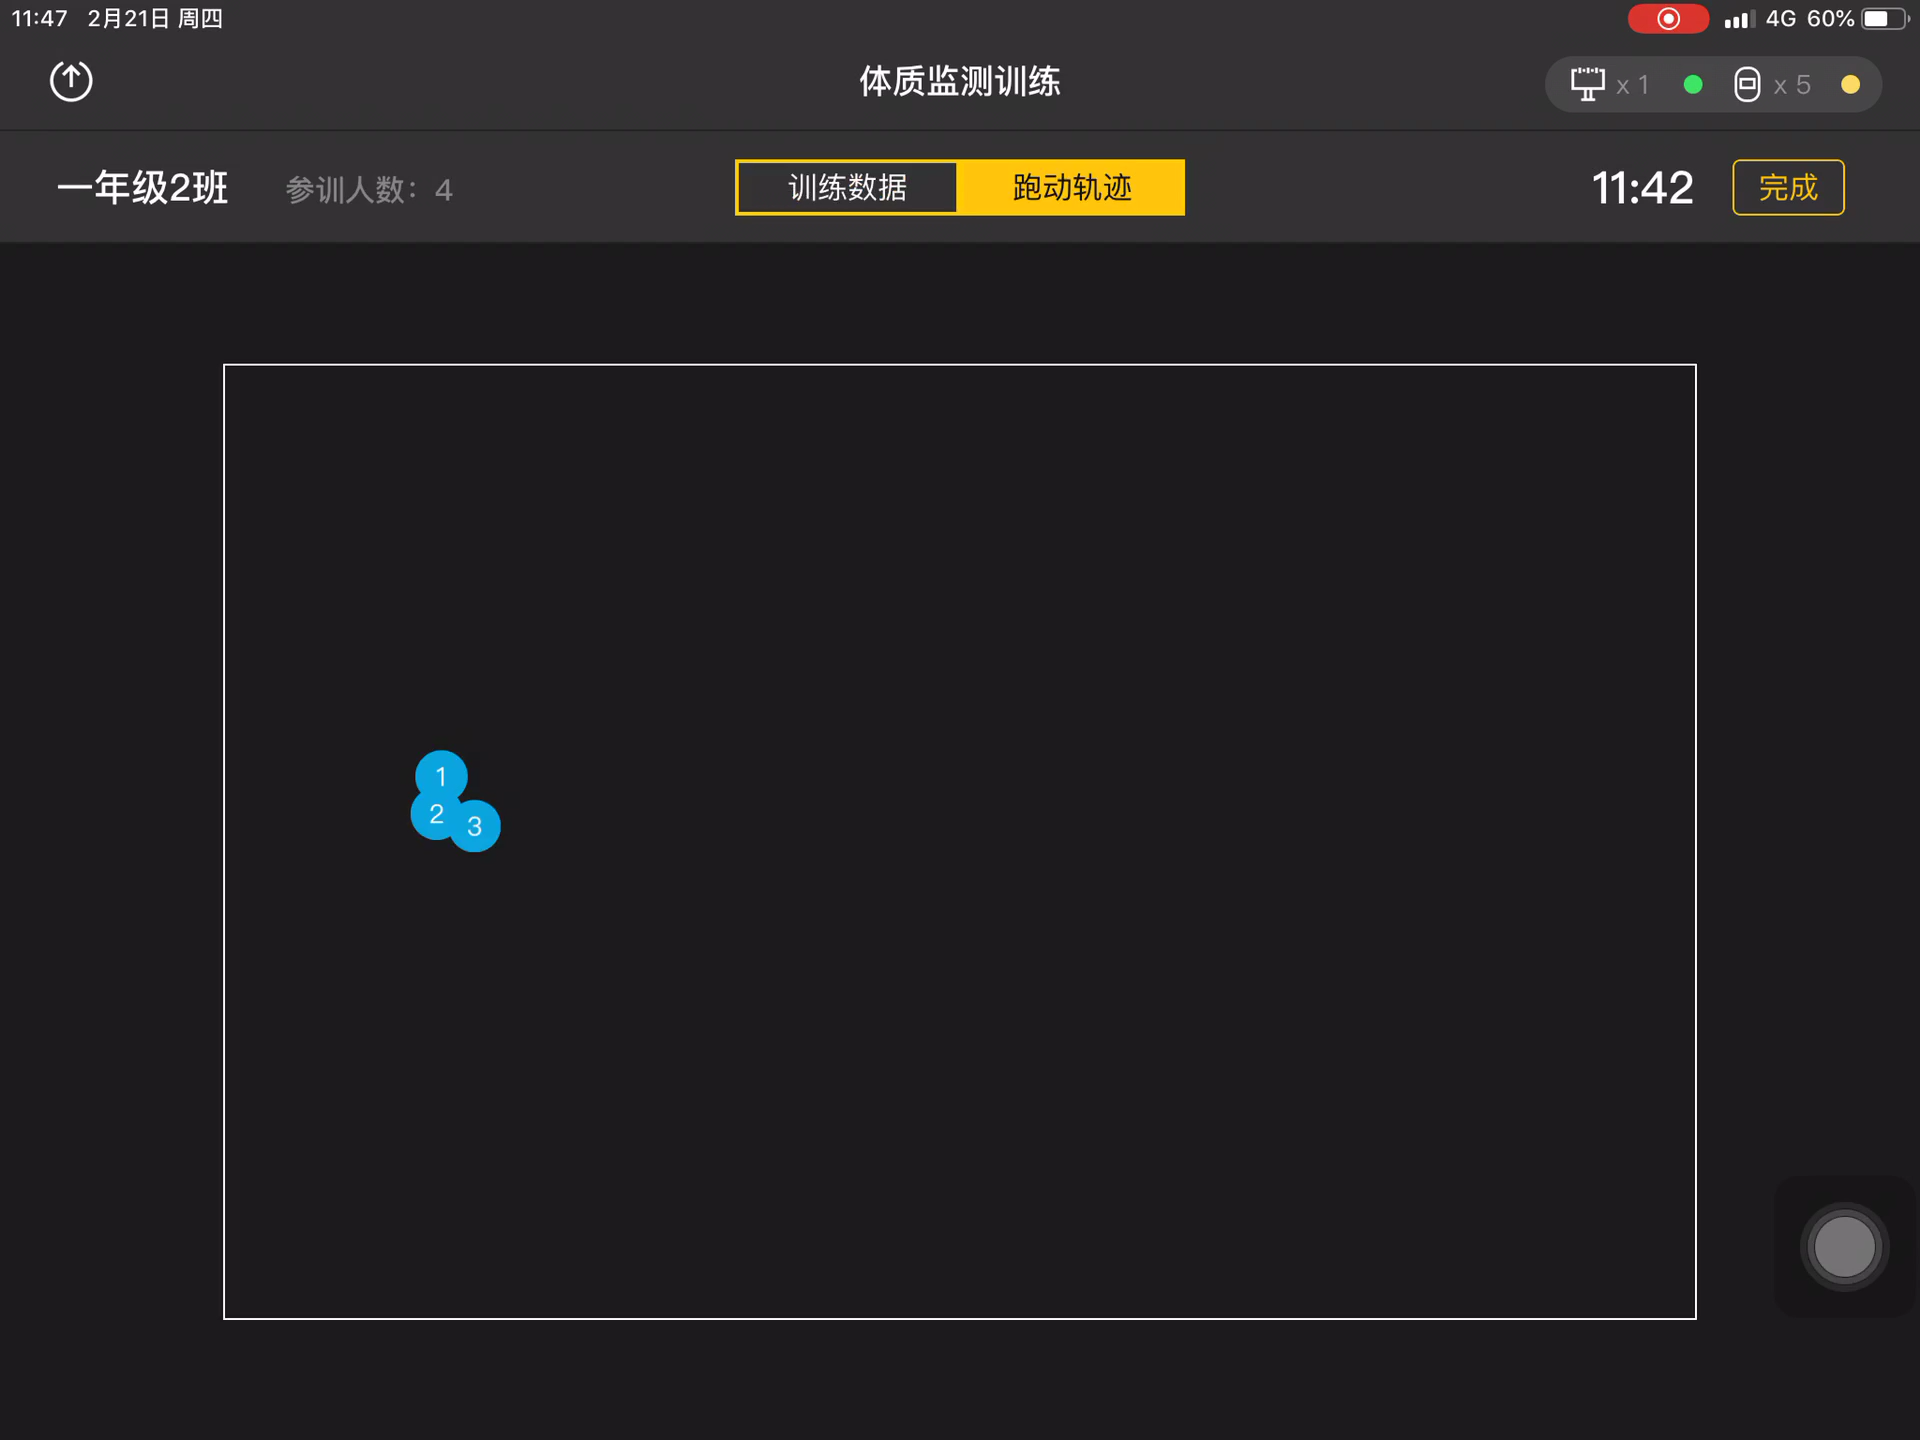 11:47 2月21日 周四
4G 60%
体质监测训练
x 1
x 5
一年级2班
参训人数：4
训练数据
跑动轨迹
11:42
完成
1
2
3